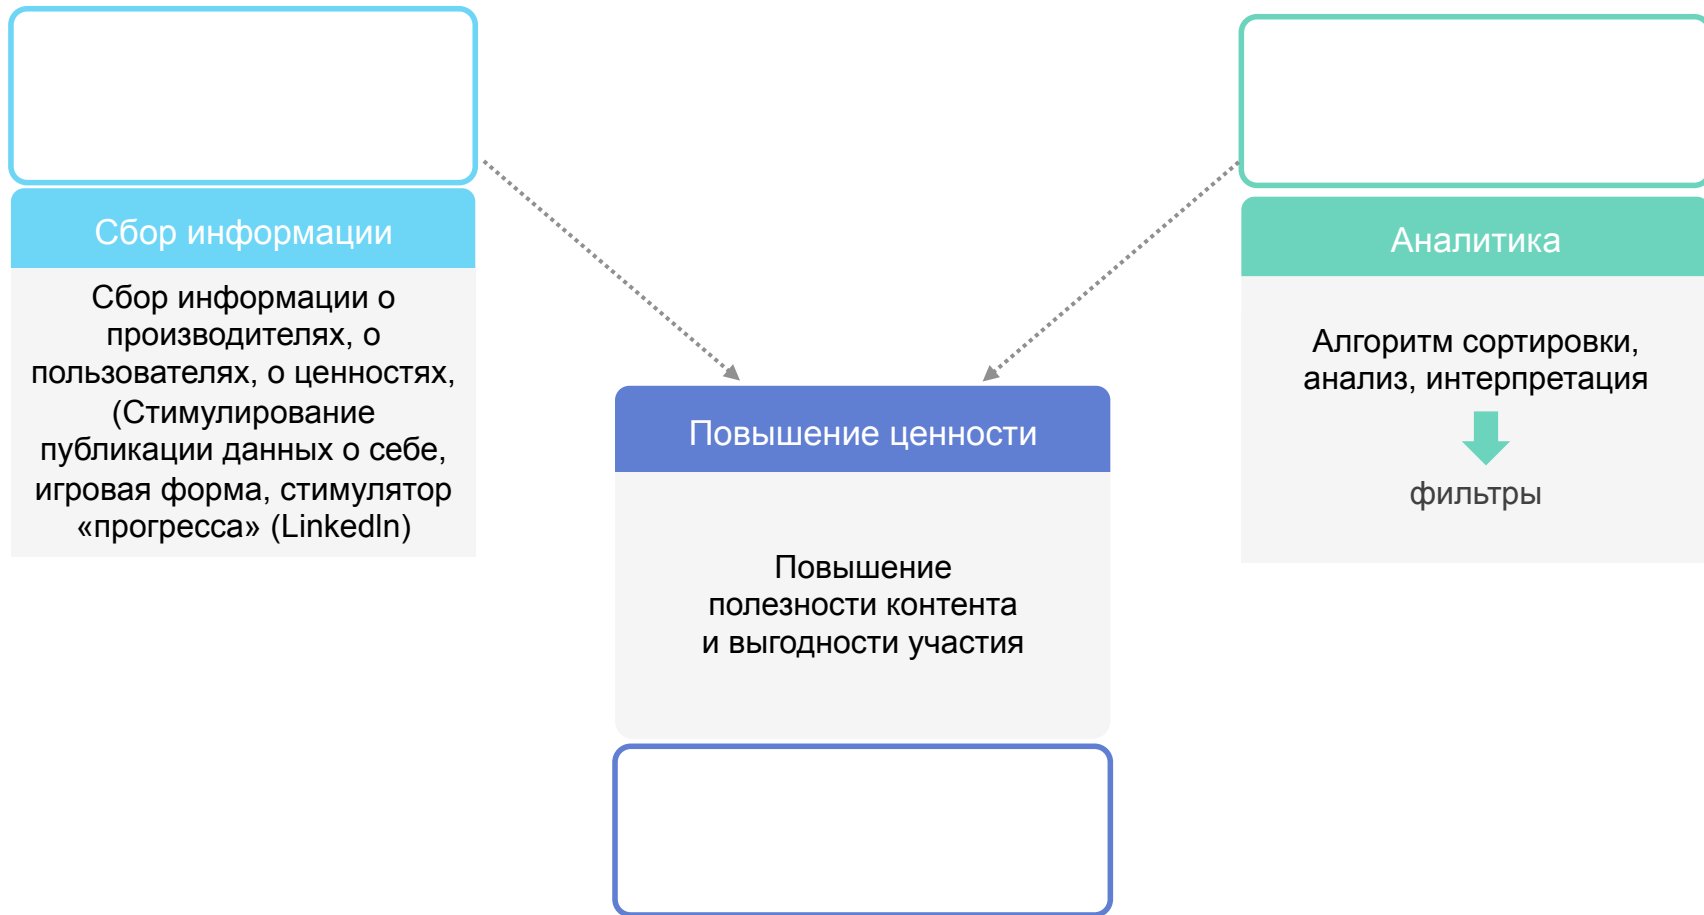 Сбор информации
Сбор информации о
производителях, о
пользователях, о ценностях,
(Стимулирование
публикации данных о себе,
игровая форма, стимулятор
«прогресса» (LinkedIn)
Повышение ценности
Повышение
полезности контента
и выгодности участия
Аналитика
Алгоритм сортировки,
анализ, интерпретация
фильтры